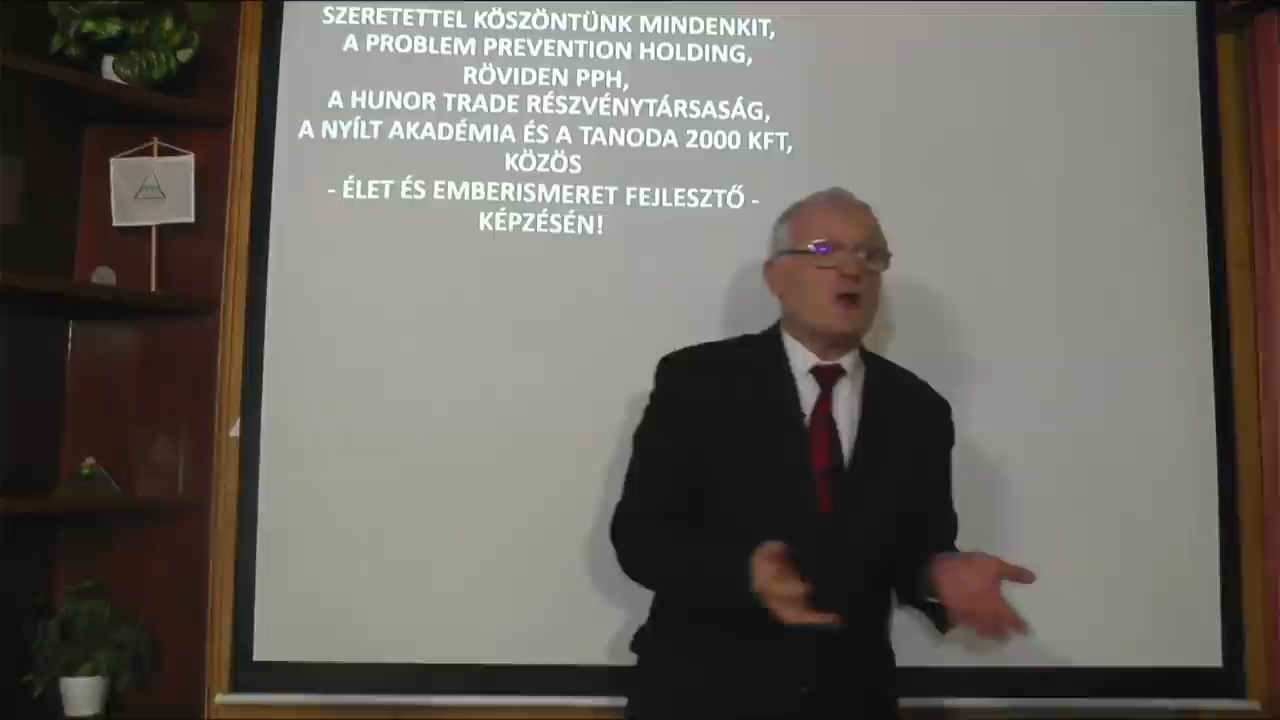 SZERETETTEL KÖSZÖNTÜNK MINDENKIT,
A PROBLEM PREVENTION HOLDING,
RÖVIDEN PPH,
A HUNOR TRADE RÉSZVÉNYTÁRSASÁG,
A NYÍLT AKADÉMIA ÉS A TANODA 2000 KFT,
KÖZÖS
- ÉLET ÉS EMBERISMERET FEJLESZTŐ -
KÉPZÉSÉN!